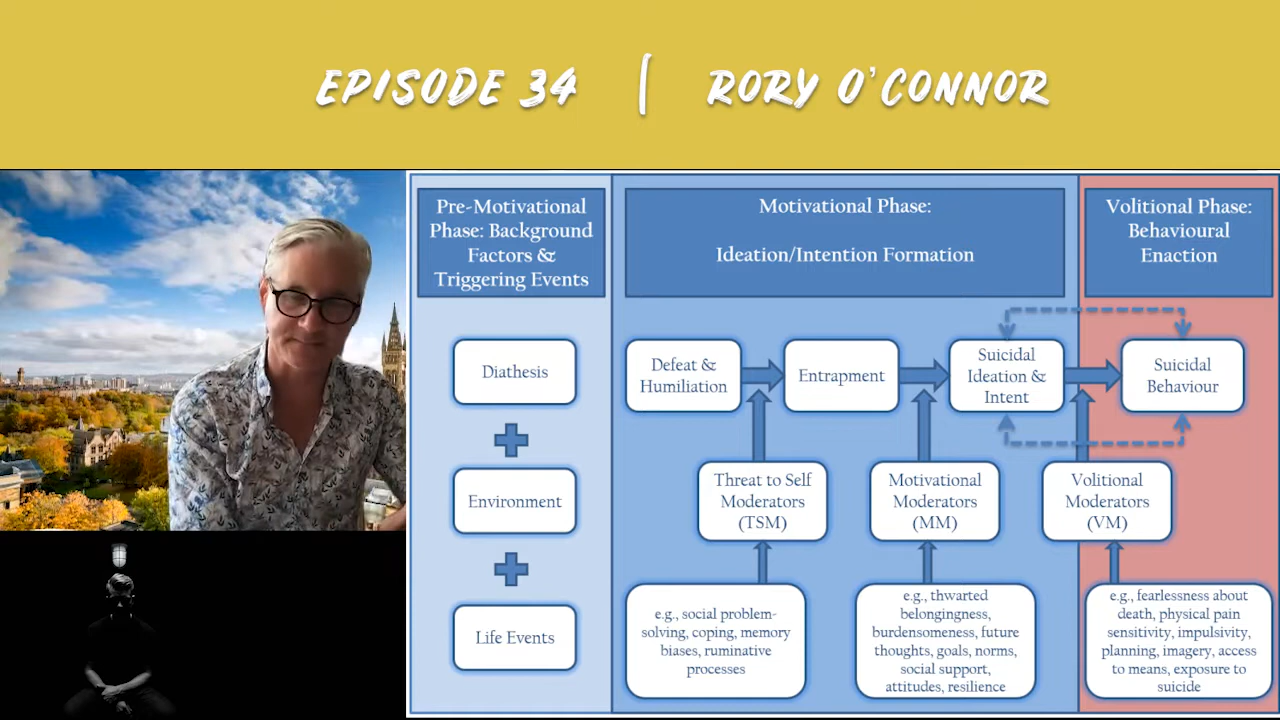 EPISODE 34 | RORY O'CONNOR
Pre-Motivational
Phase: Background
Factors &
Triggering Events
Motivational Phase:
Ideation/Intention Formation
Volitional Phase:
Behavioural
Enaction
Diathesis
Environment
Life Events
Defeat &
Humiliation
Entrapment
Suicidal
Ideation &
Intent
Suicidal
Behaviour
Threat to Self
Moderators
(TSM)
Motivational
Moderators
(MM)
Volitional
Moderators
(VM)
e.g., social problem-
solving, coping, memory
biases, ruminative
processes
e.g., thwarted
belongingness,
burdensomeness, future
thoughts, goals, norms,
social support,
attitudes, resilience
e.g., fearlessness about
death, physical pain
sensitivity, impulsivity,
planning, imagery, access
to means, exposure to
suicide